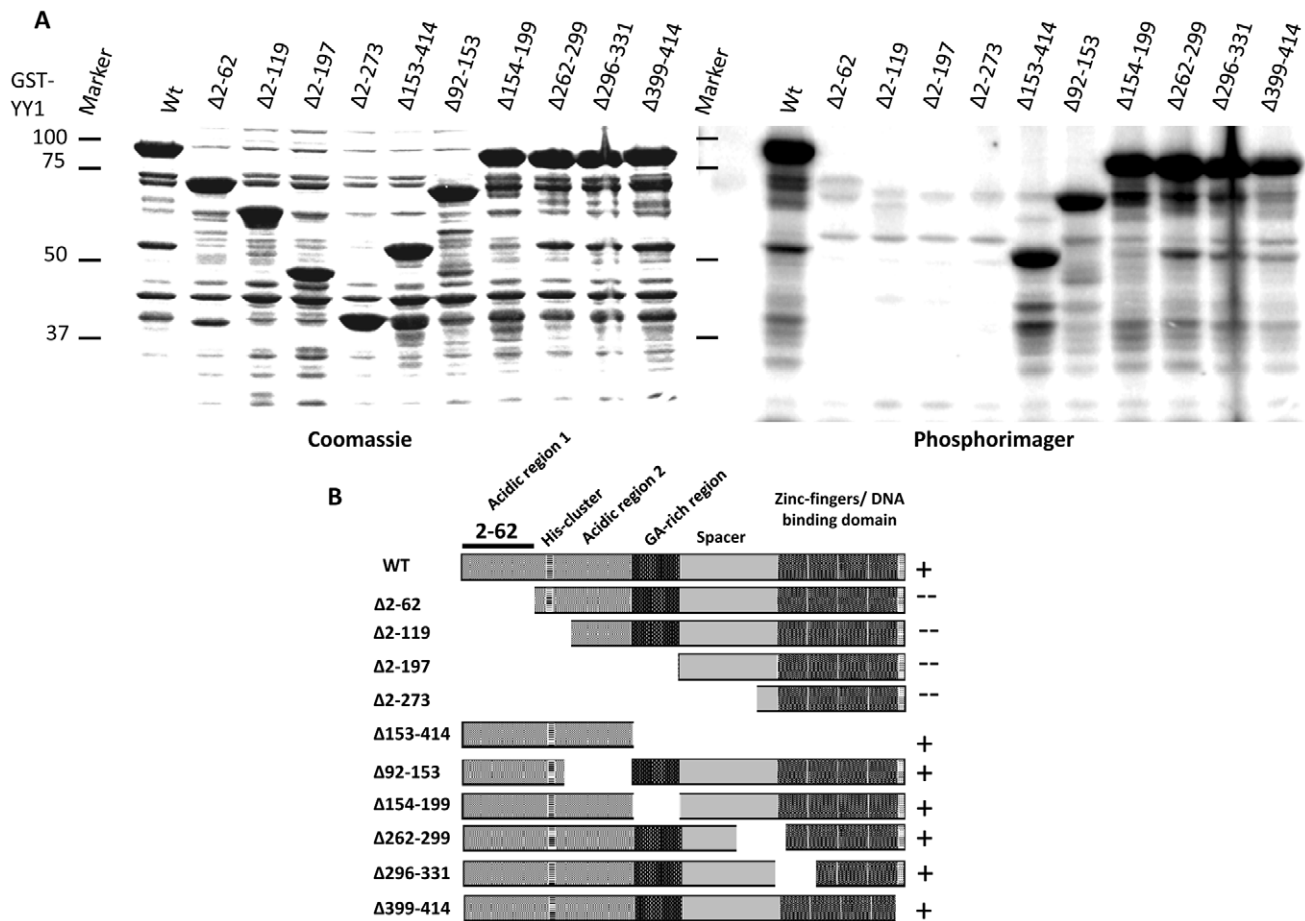 A
GST-
YY1
Marker
Wt
Δ2-62
Δ2-119
Δ2-197
Δ2-273
Δ153-414
Δ92-153
Δ154-199
Δ262-299
Δ296-331
Δ399-414
Marker
Wt
Δ2-62
Δ2-119
Δ2-197
Δ2-273
Δ153-414
Δ92-153
Δ154-199
Δ262-299
Δ296-331
Δ399-414
100
75
50
37
Coomassie
Phosphorimager
B
Acidic region 1
2-62
His-cluster
Acidic region 2
GA-rich region
Spacer
Zinc-fingers/ DNA
binding domain
WT +
Δ2-62 --
Δ2-119 --
Δ2-197 --
Δ2-273 --
Δ153-414 +
Δ92-153 +
Δ154-199 +
Δ262-299 +
Δ296-331 +
Δ399-414 +